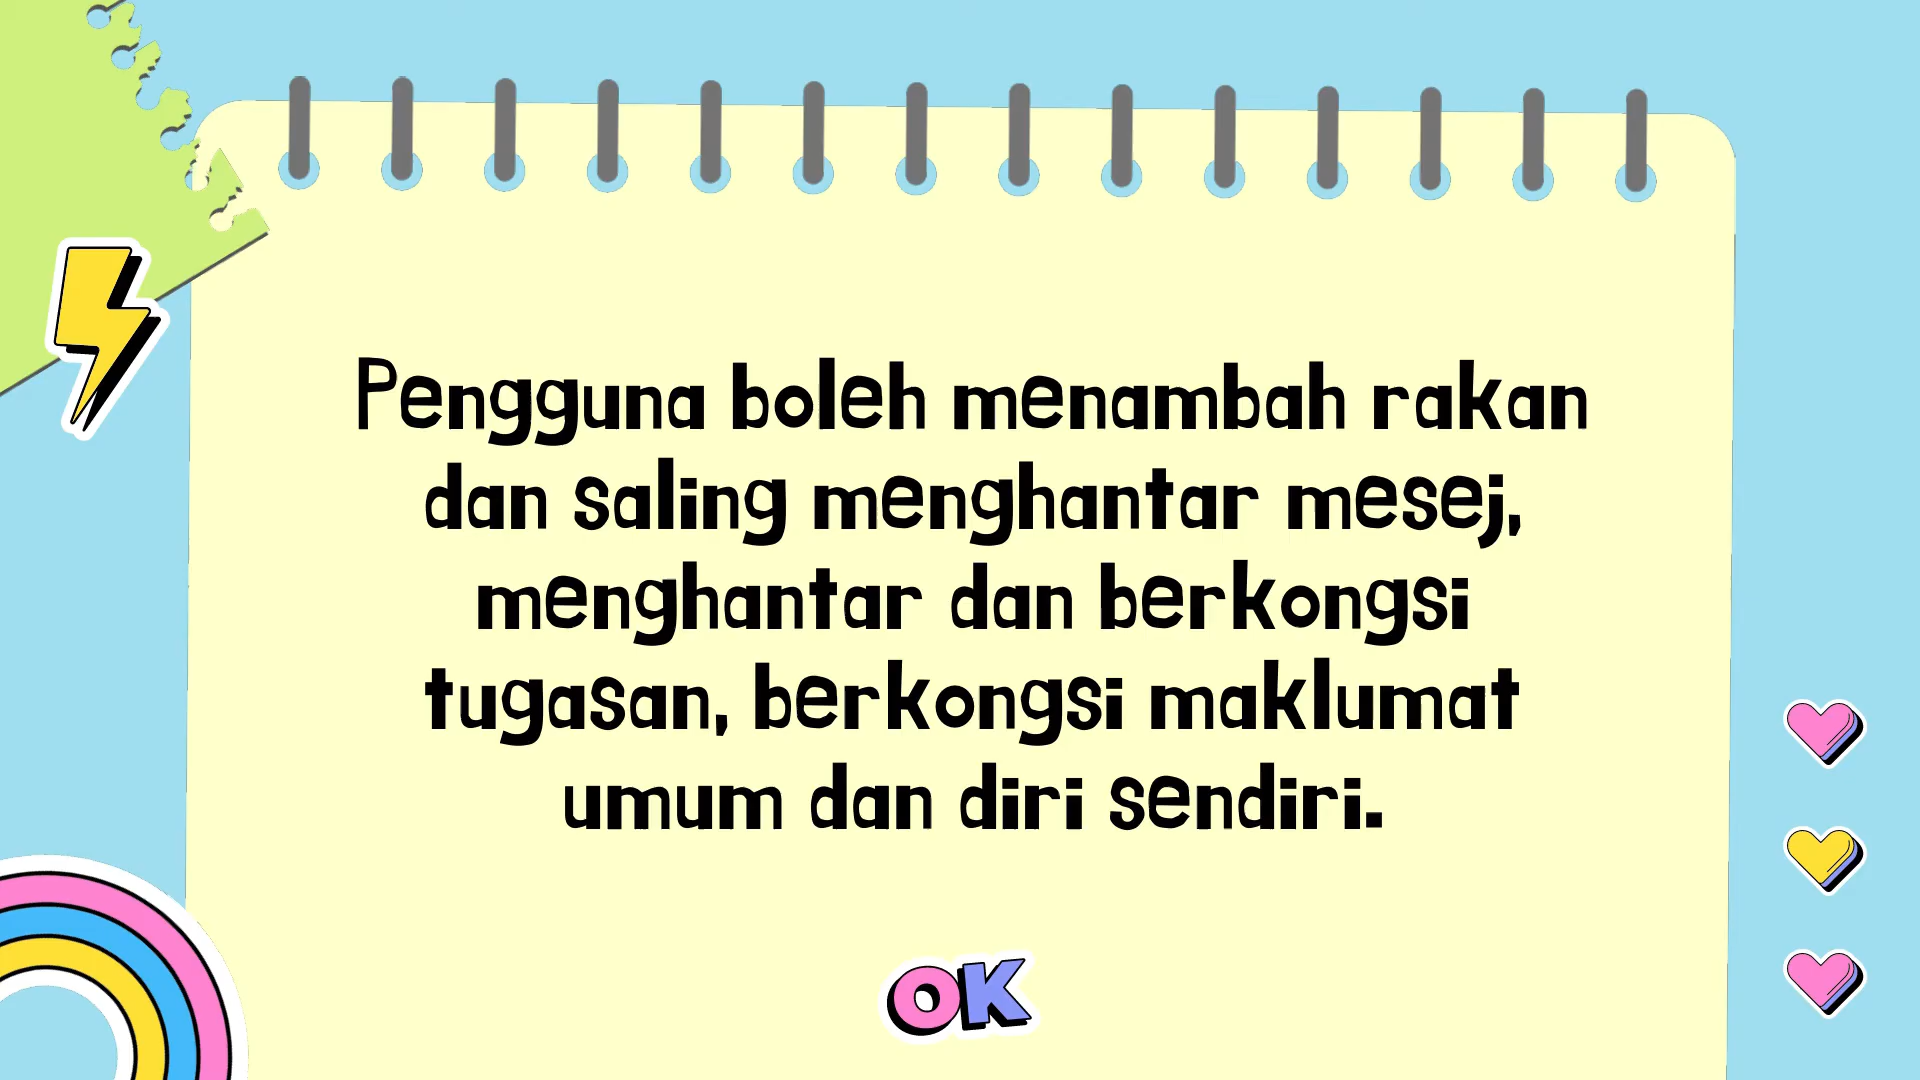 Pengguna boleh menambah rakan
dan saling menghantar mesej,
menghantar dan berkongsi
tugasan, berkongsi maklumat
umum dan diri sendiri.
OK